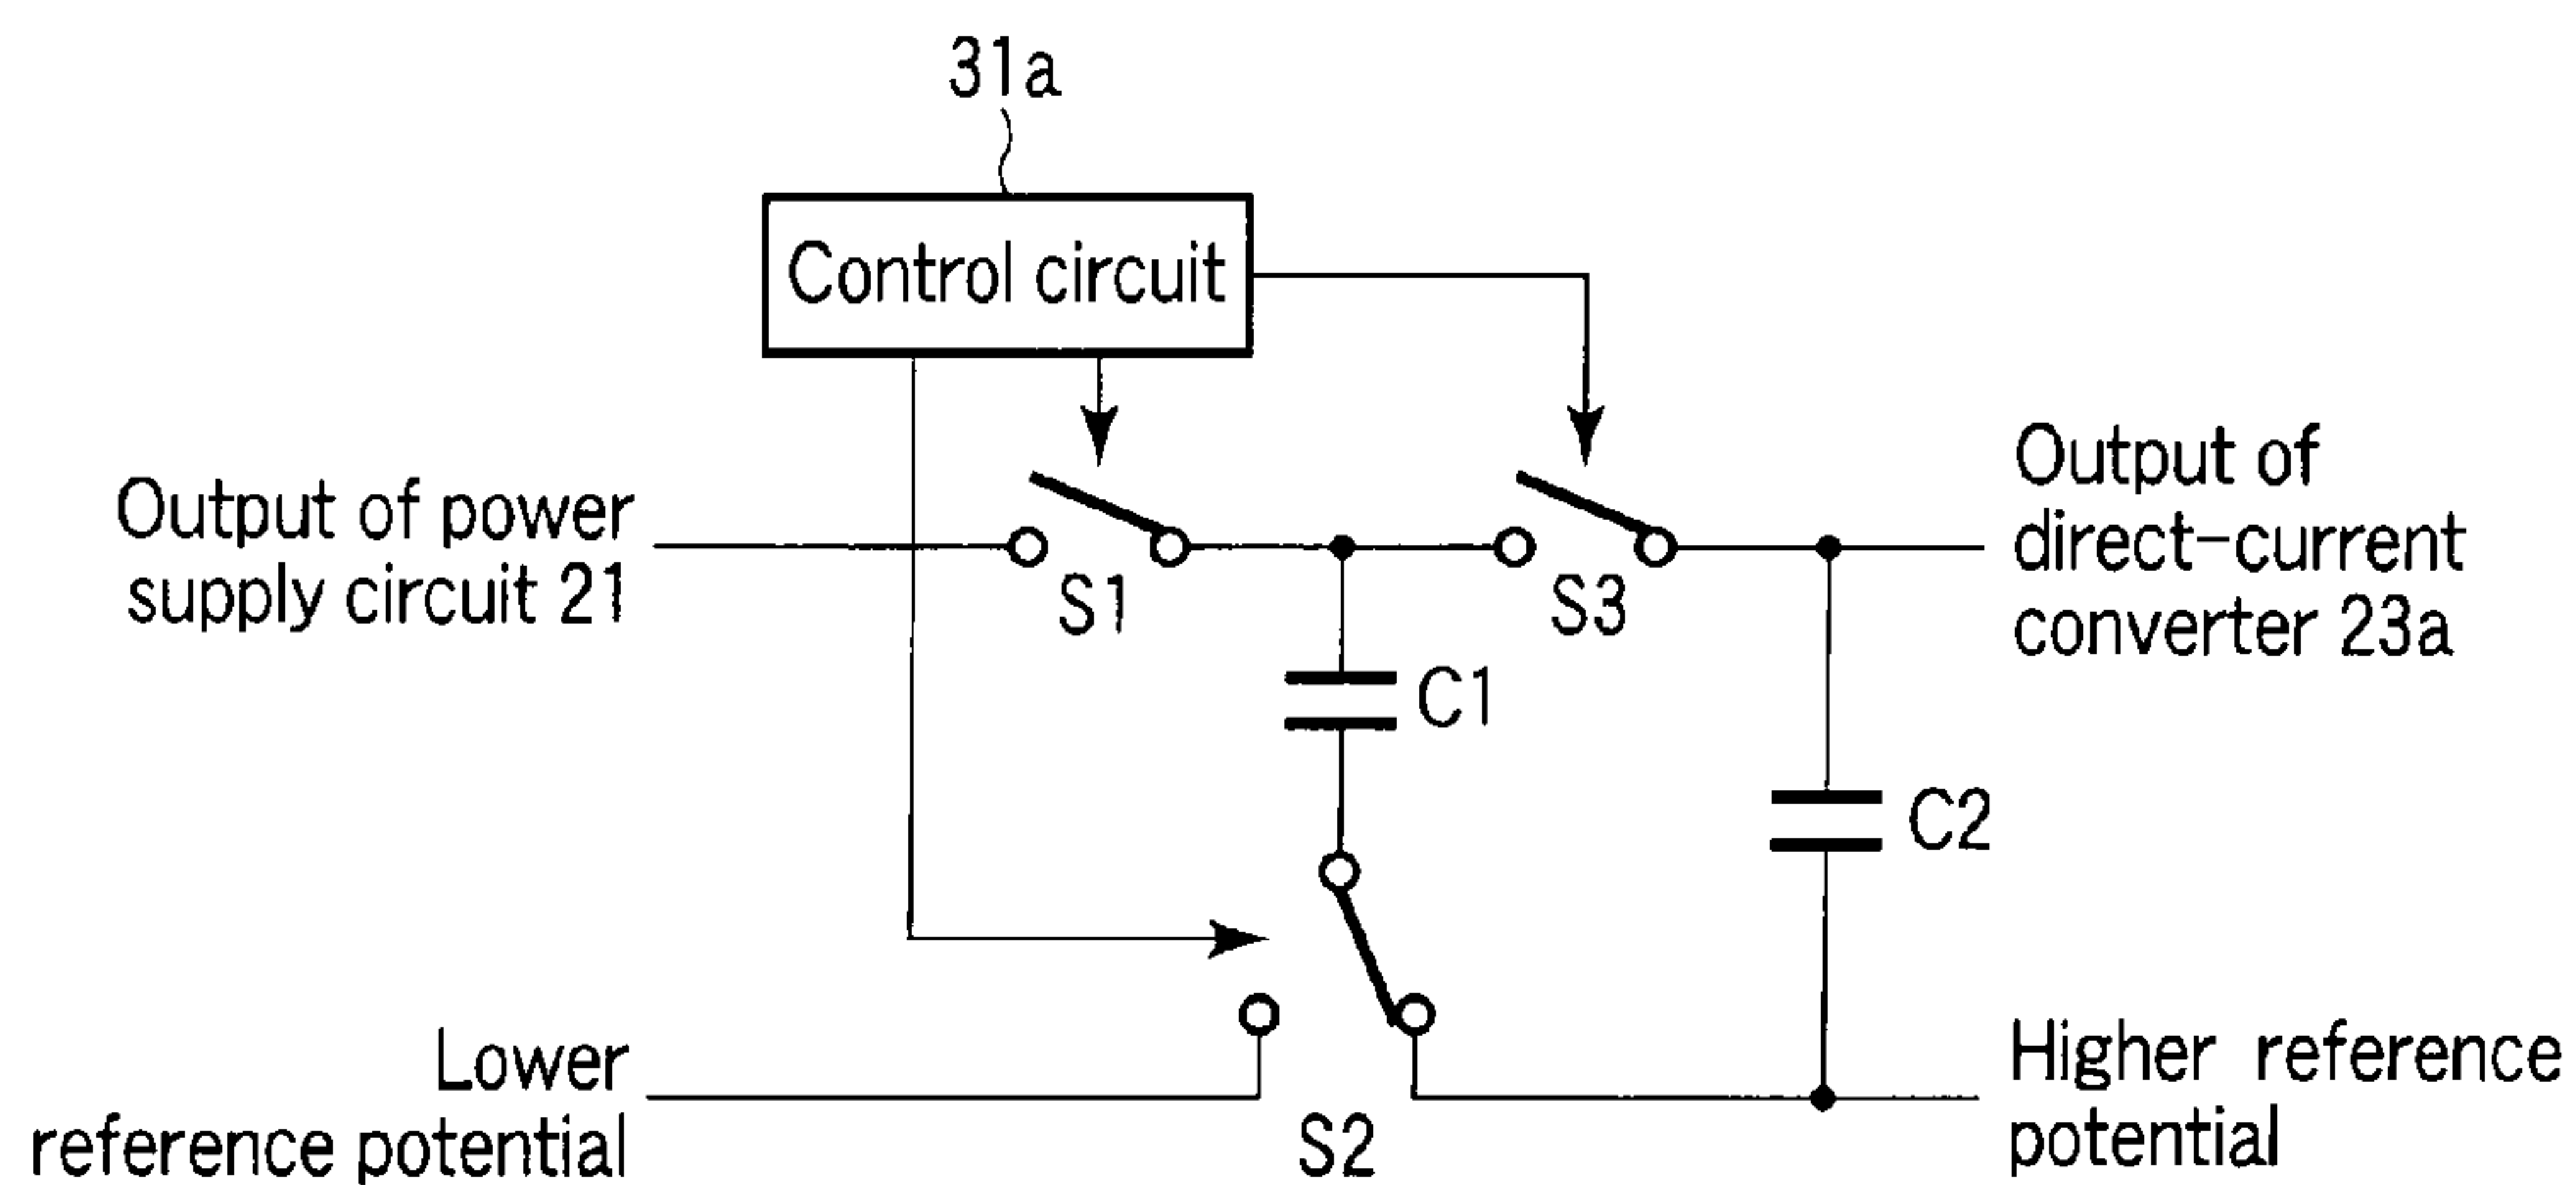 31a
Control circuit
Output of power
supply circuit 21
S1
S3
Output of
direct-current
converter 23a
C1
C2
Lower
reference potential
S2
Higher reference
potential